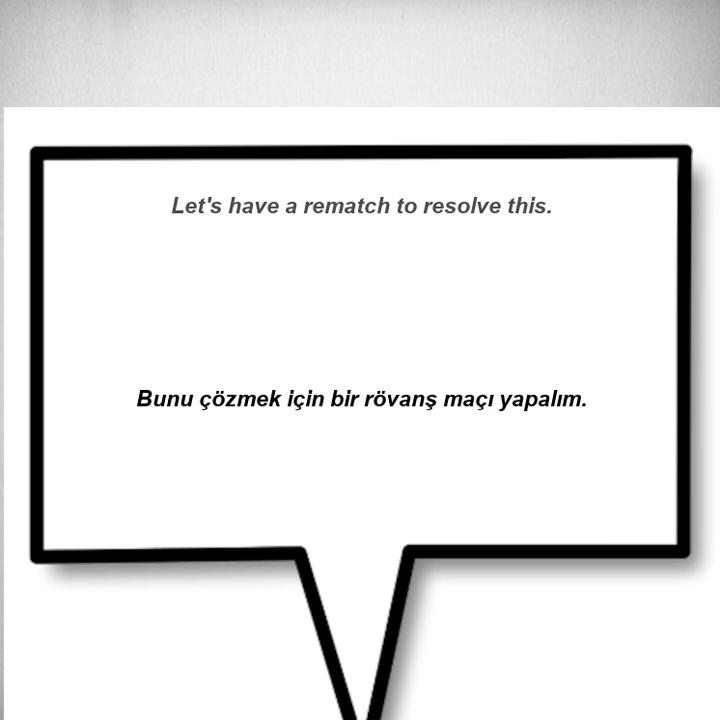 Let's have a rematch to resolve this.
Bunu çözmek için bir rövanş maçı yapalım.